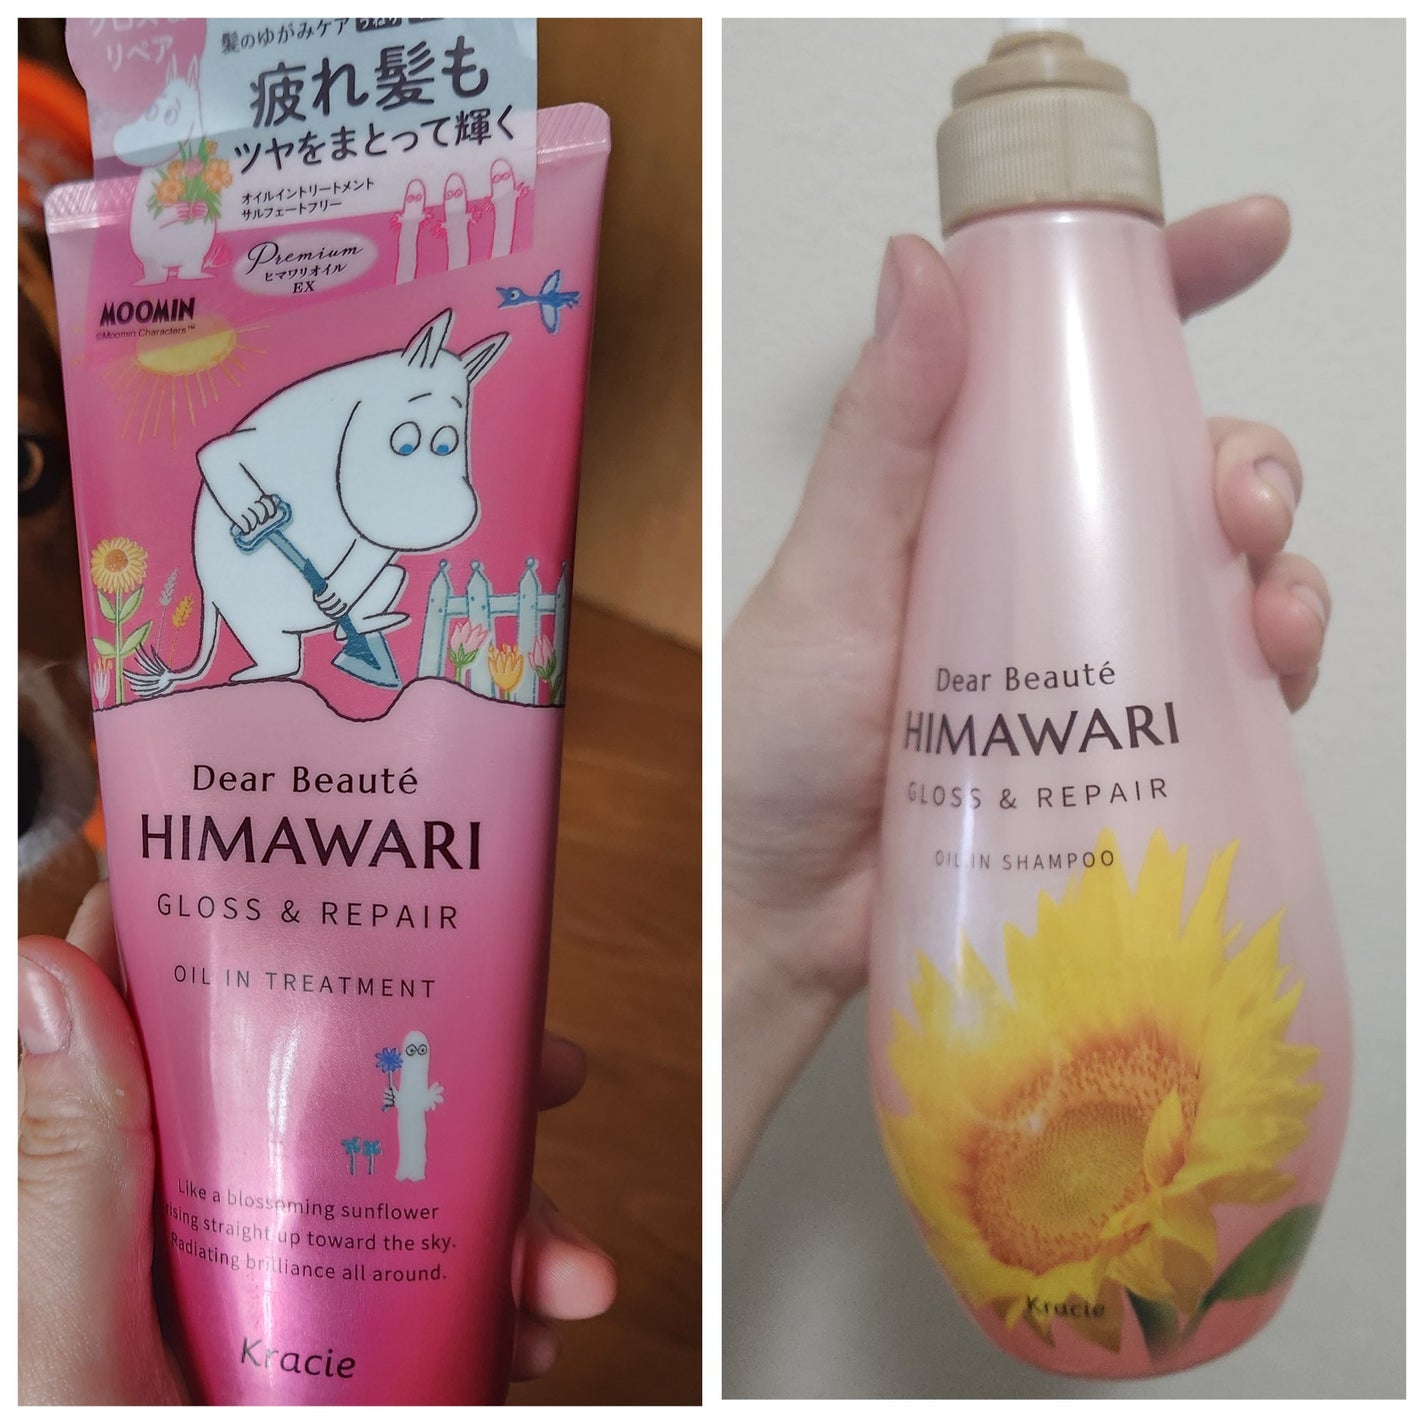 リペア
髪のゆがみケア
疲れ髪も
ツヤをまとって輝く
オイルイントリートメント
サルフェートフリー
Premium
ヒマワリオイル
EX
MOOMIN
©Moomin Characters™
Dear Beauté
HIMAWARI
GLOSS & REPAIR
OIL IN TREATMENT
Like a blossoming sunflower
rising straight up toward the sky.
Radiating brilliance all around.
Kracie
Dear Beauté
HIMAWARI
GLOSS & REPAIR
OIL IN SHAMPOO
Kracie